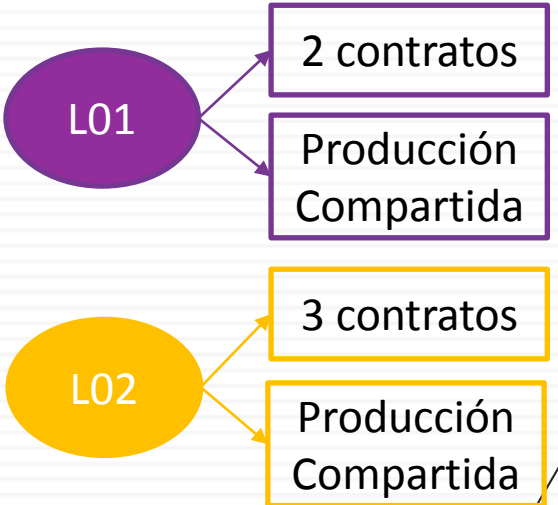 L01
2 contratos
Producción
Compartida
L02
3 contratos
Producción
Compartida